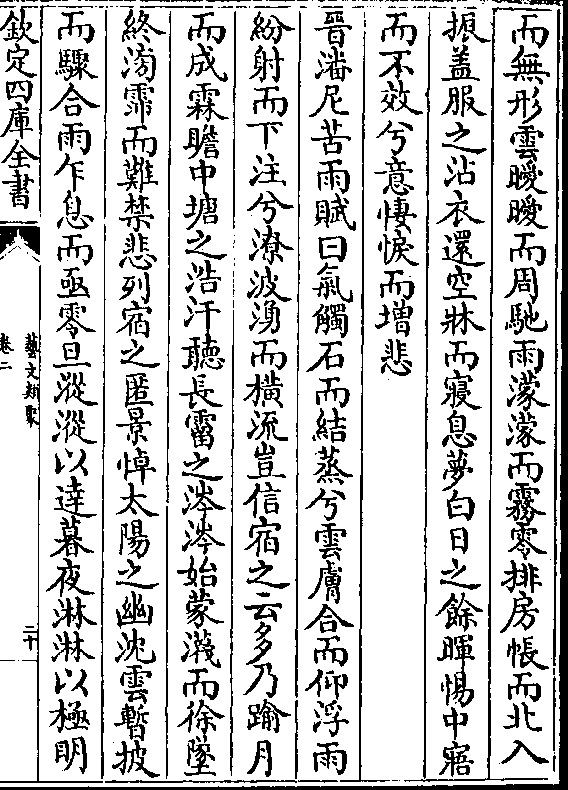 而無形雲曖曖而周馳雨濛濛而霧零排房帳而北入
振蓋服之沾衣還空牀而寢息夢白日之餘暉惕中寤
而不效兮意悽悷而増悲
晉潘尼苦雨賦曰氣觸石而結蒸兮雲膚合而仰浮雨
紛射而下注兮潦波湧而横流豈信宿之云多乃踰月
而成霖瞻中塘之浩汗聽長霤之涔涔始蒙瀸而徐墜
終滂霈而難禁悲列宿之匿景悼太陽之幽沈雲暫披
而驟合雨乍息而亟零旦漎漎以達暮夜淋淋以極明
欽定四庫全書
藝文類聚
卷二
二十